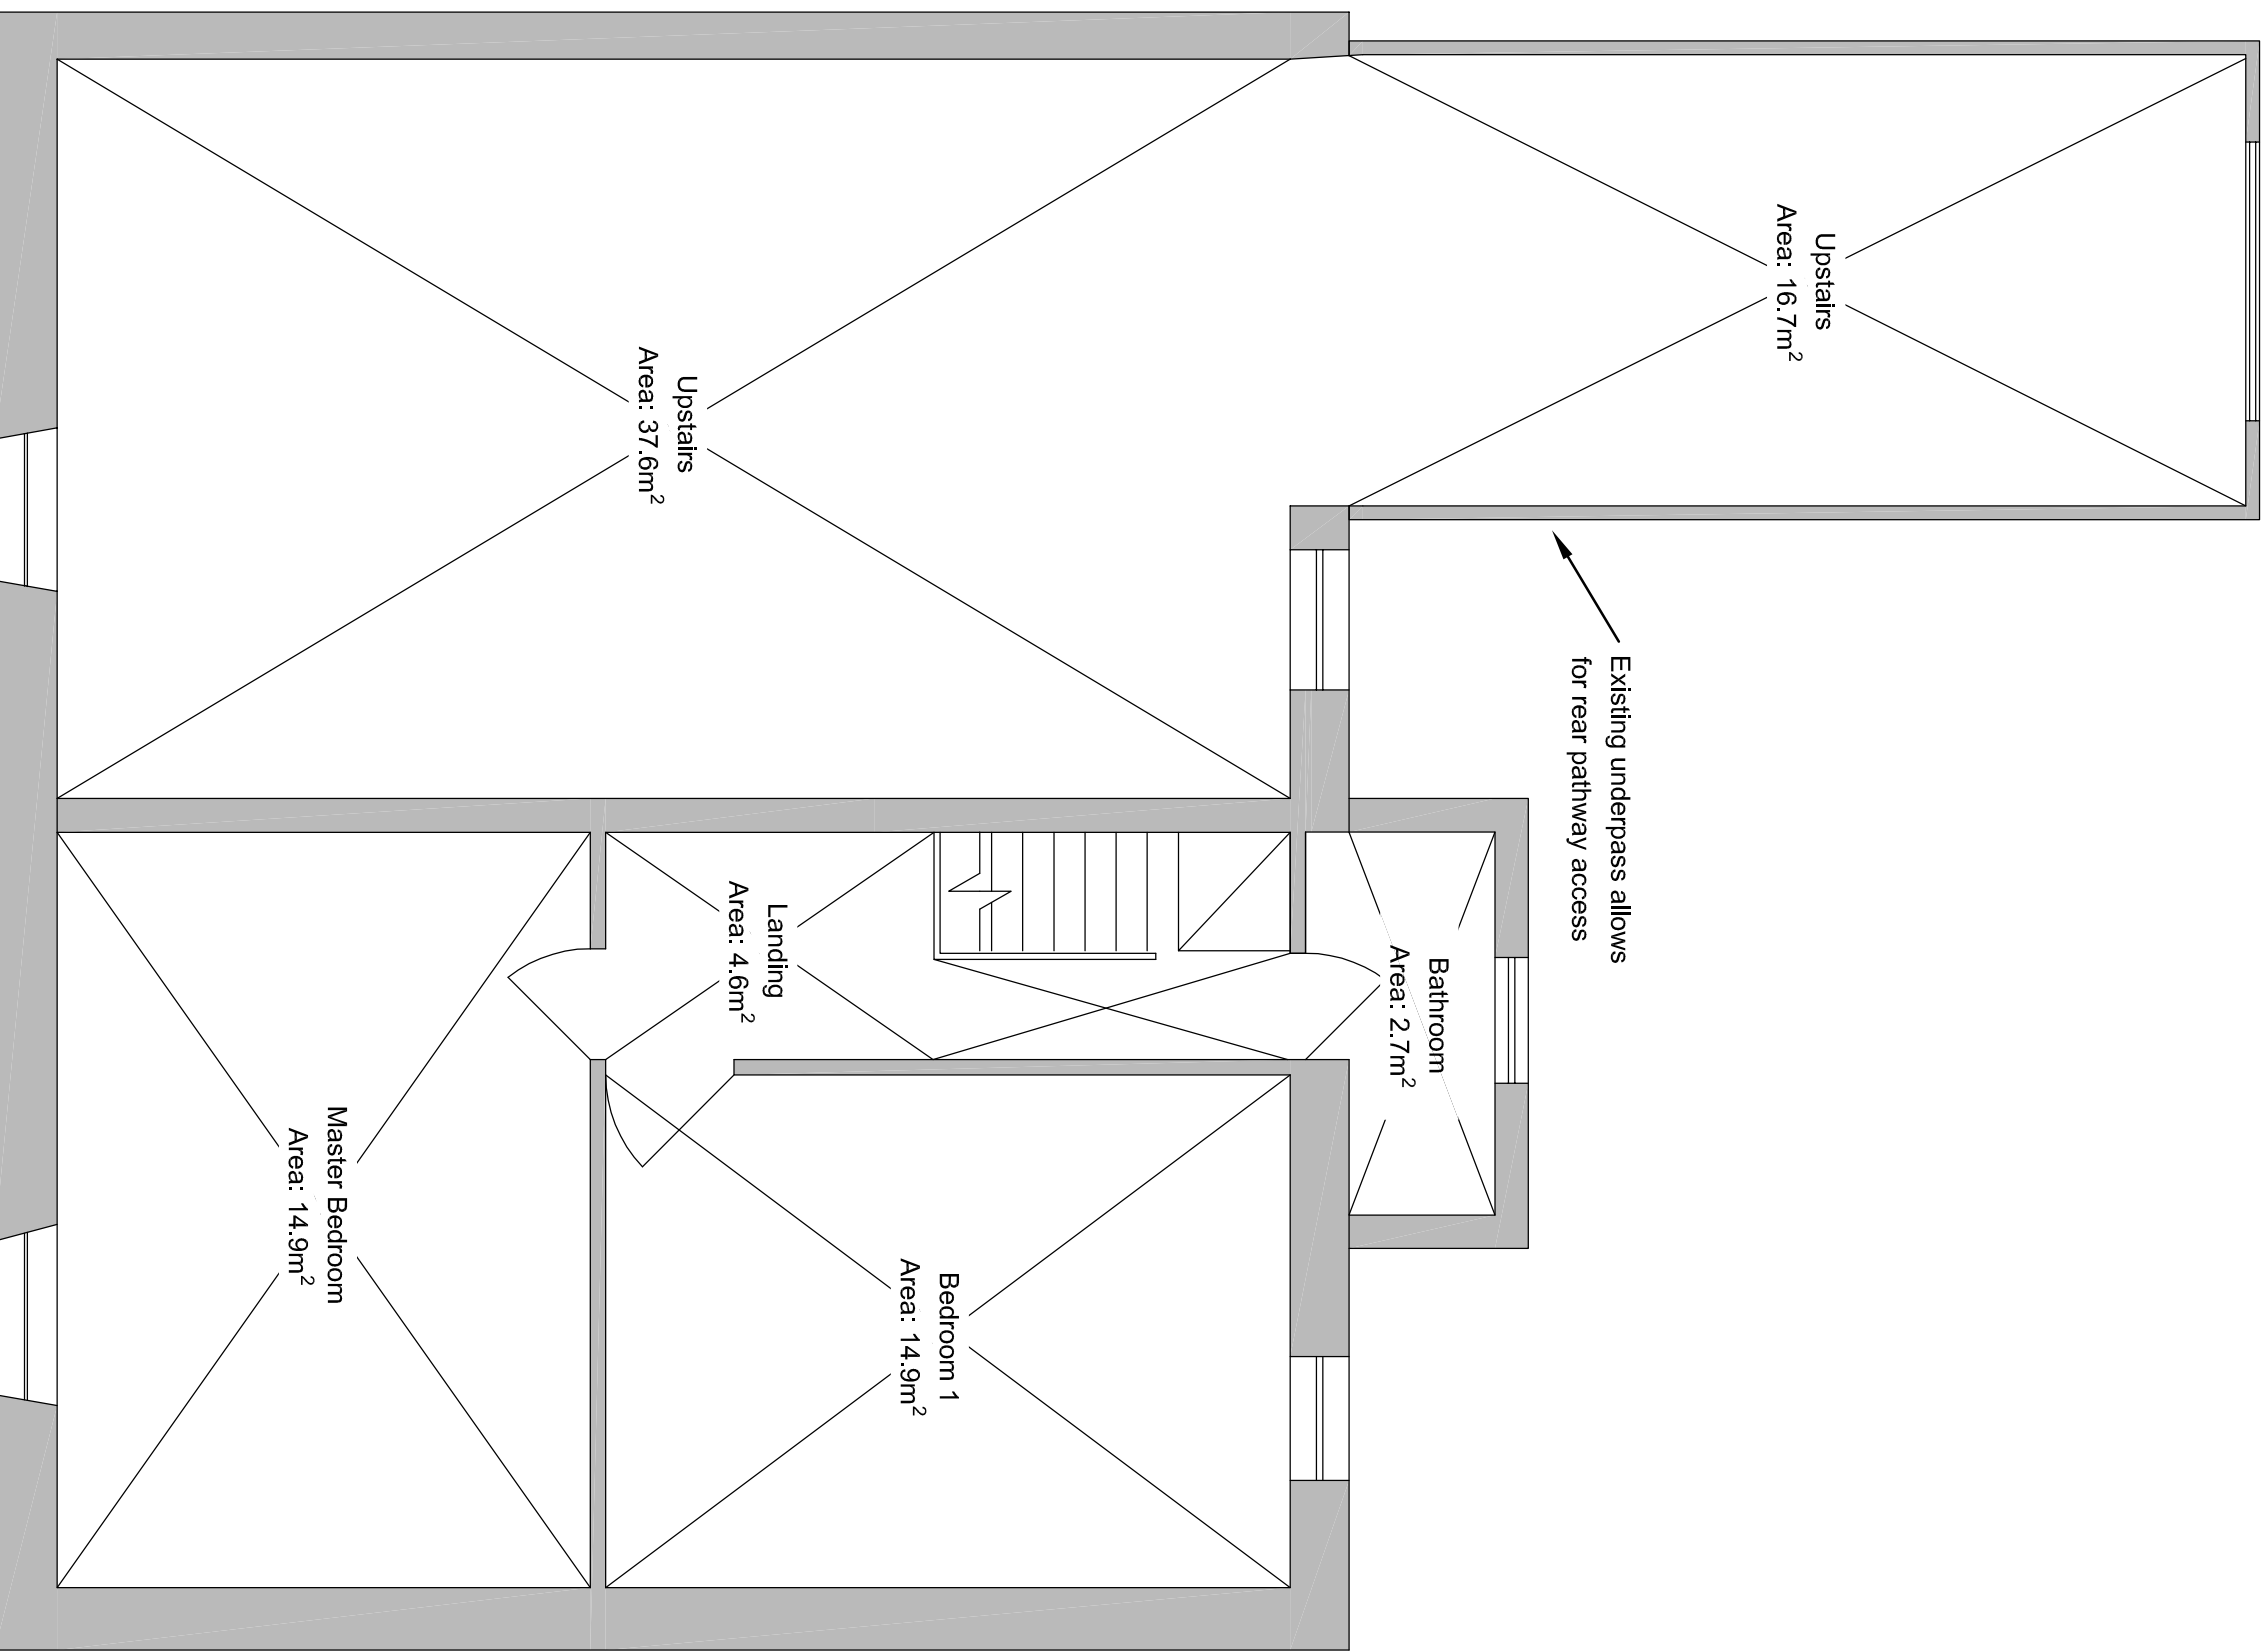 Upstairs
Area: 16.7m²
Existing underpass allows
for rear pathway access
Bathroom
Area: 2.7m²
Bedroom 1
Area: 14.9m²
Landing
Area: 4.6m²
Upstairs
Area: 37.6m²
Master Bedroom
Area: 14.9m²